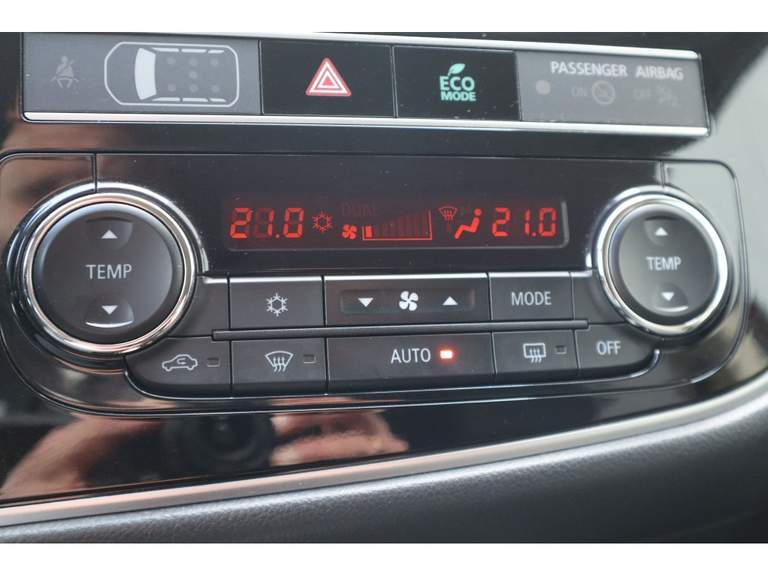 ECO
MODE
PASSENGER AIRBAG
ON OFF
DUAL
21.0 21.0
TEMP
TEMP
MODE
AUTO
OFF